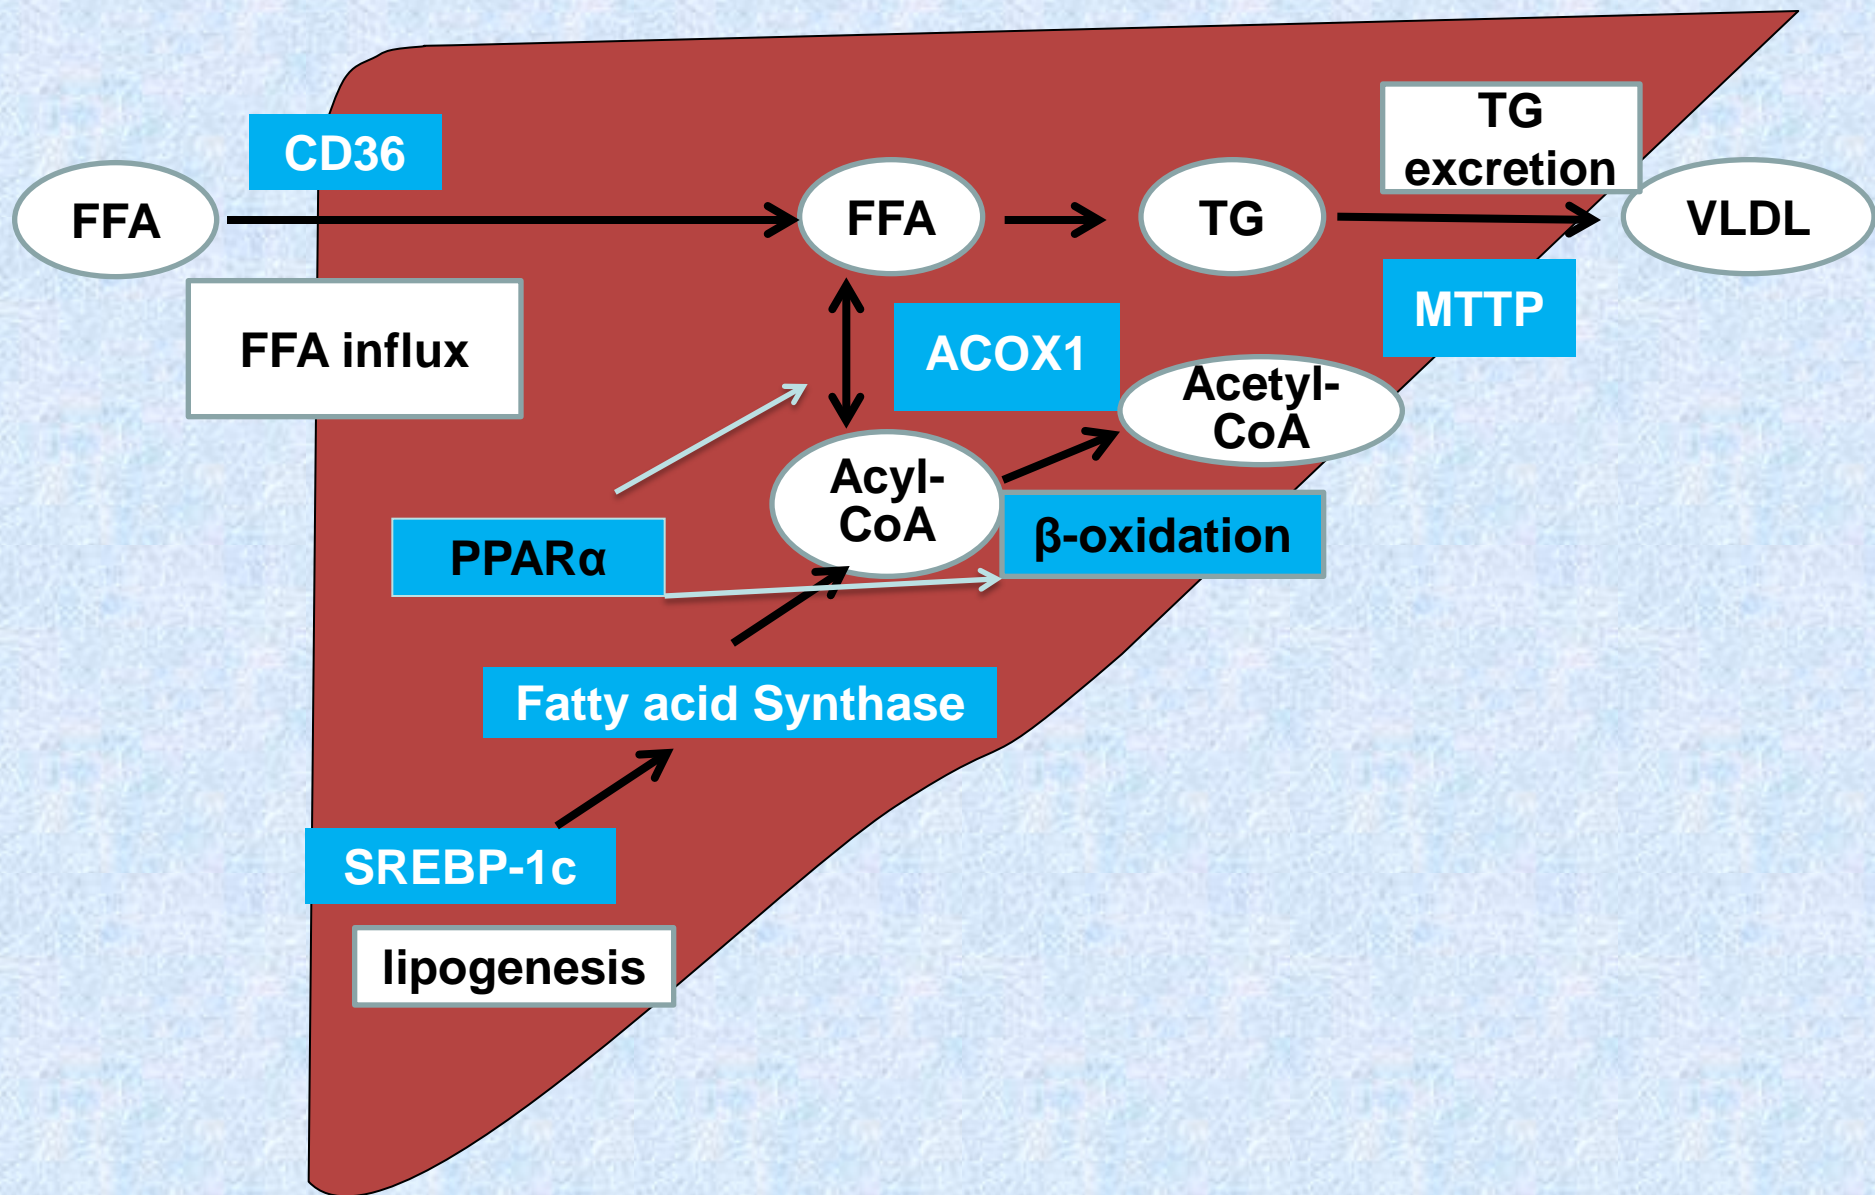 TG
excretion
CD36
FFA
FFA
TG
VLDL
FFA influx
ACOX1
MTTP
Acetyl-
CoA
Acyl-
CoA
β-oxidation
PPARα
Fatty acid Synthase
SREBP-1c
lipogenesis